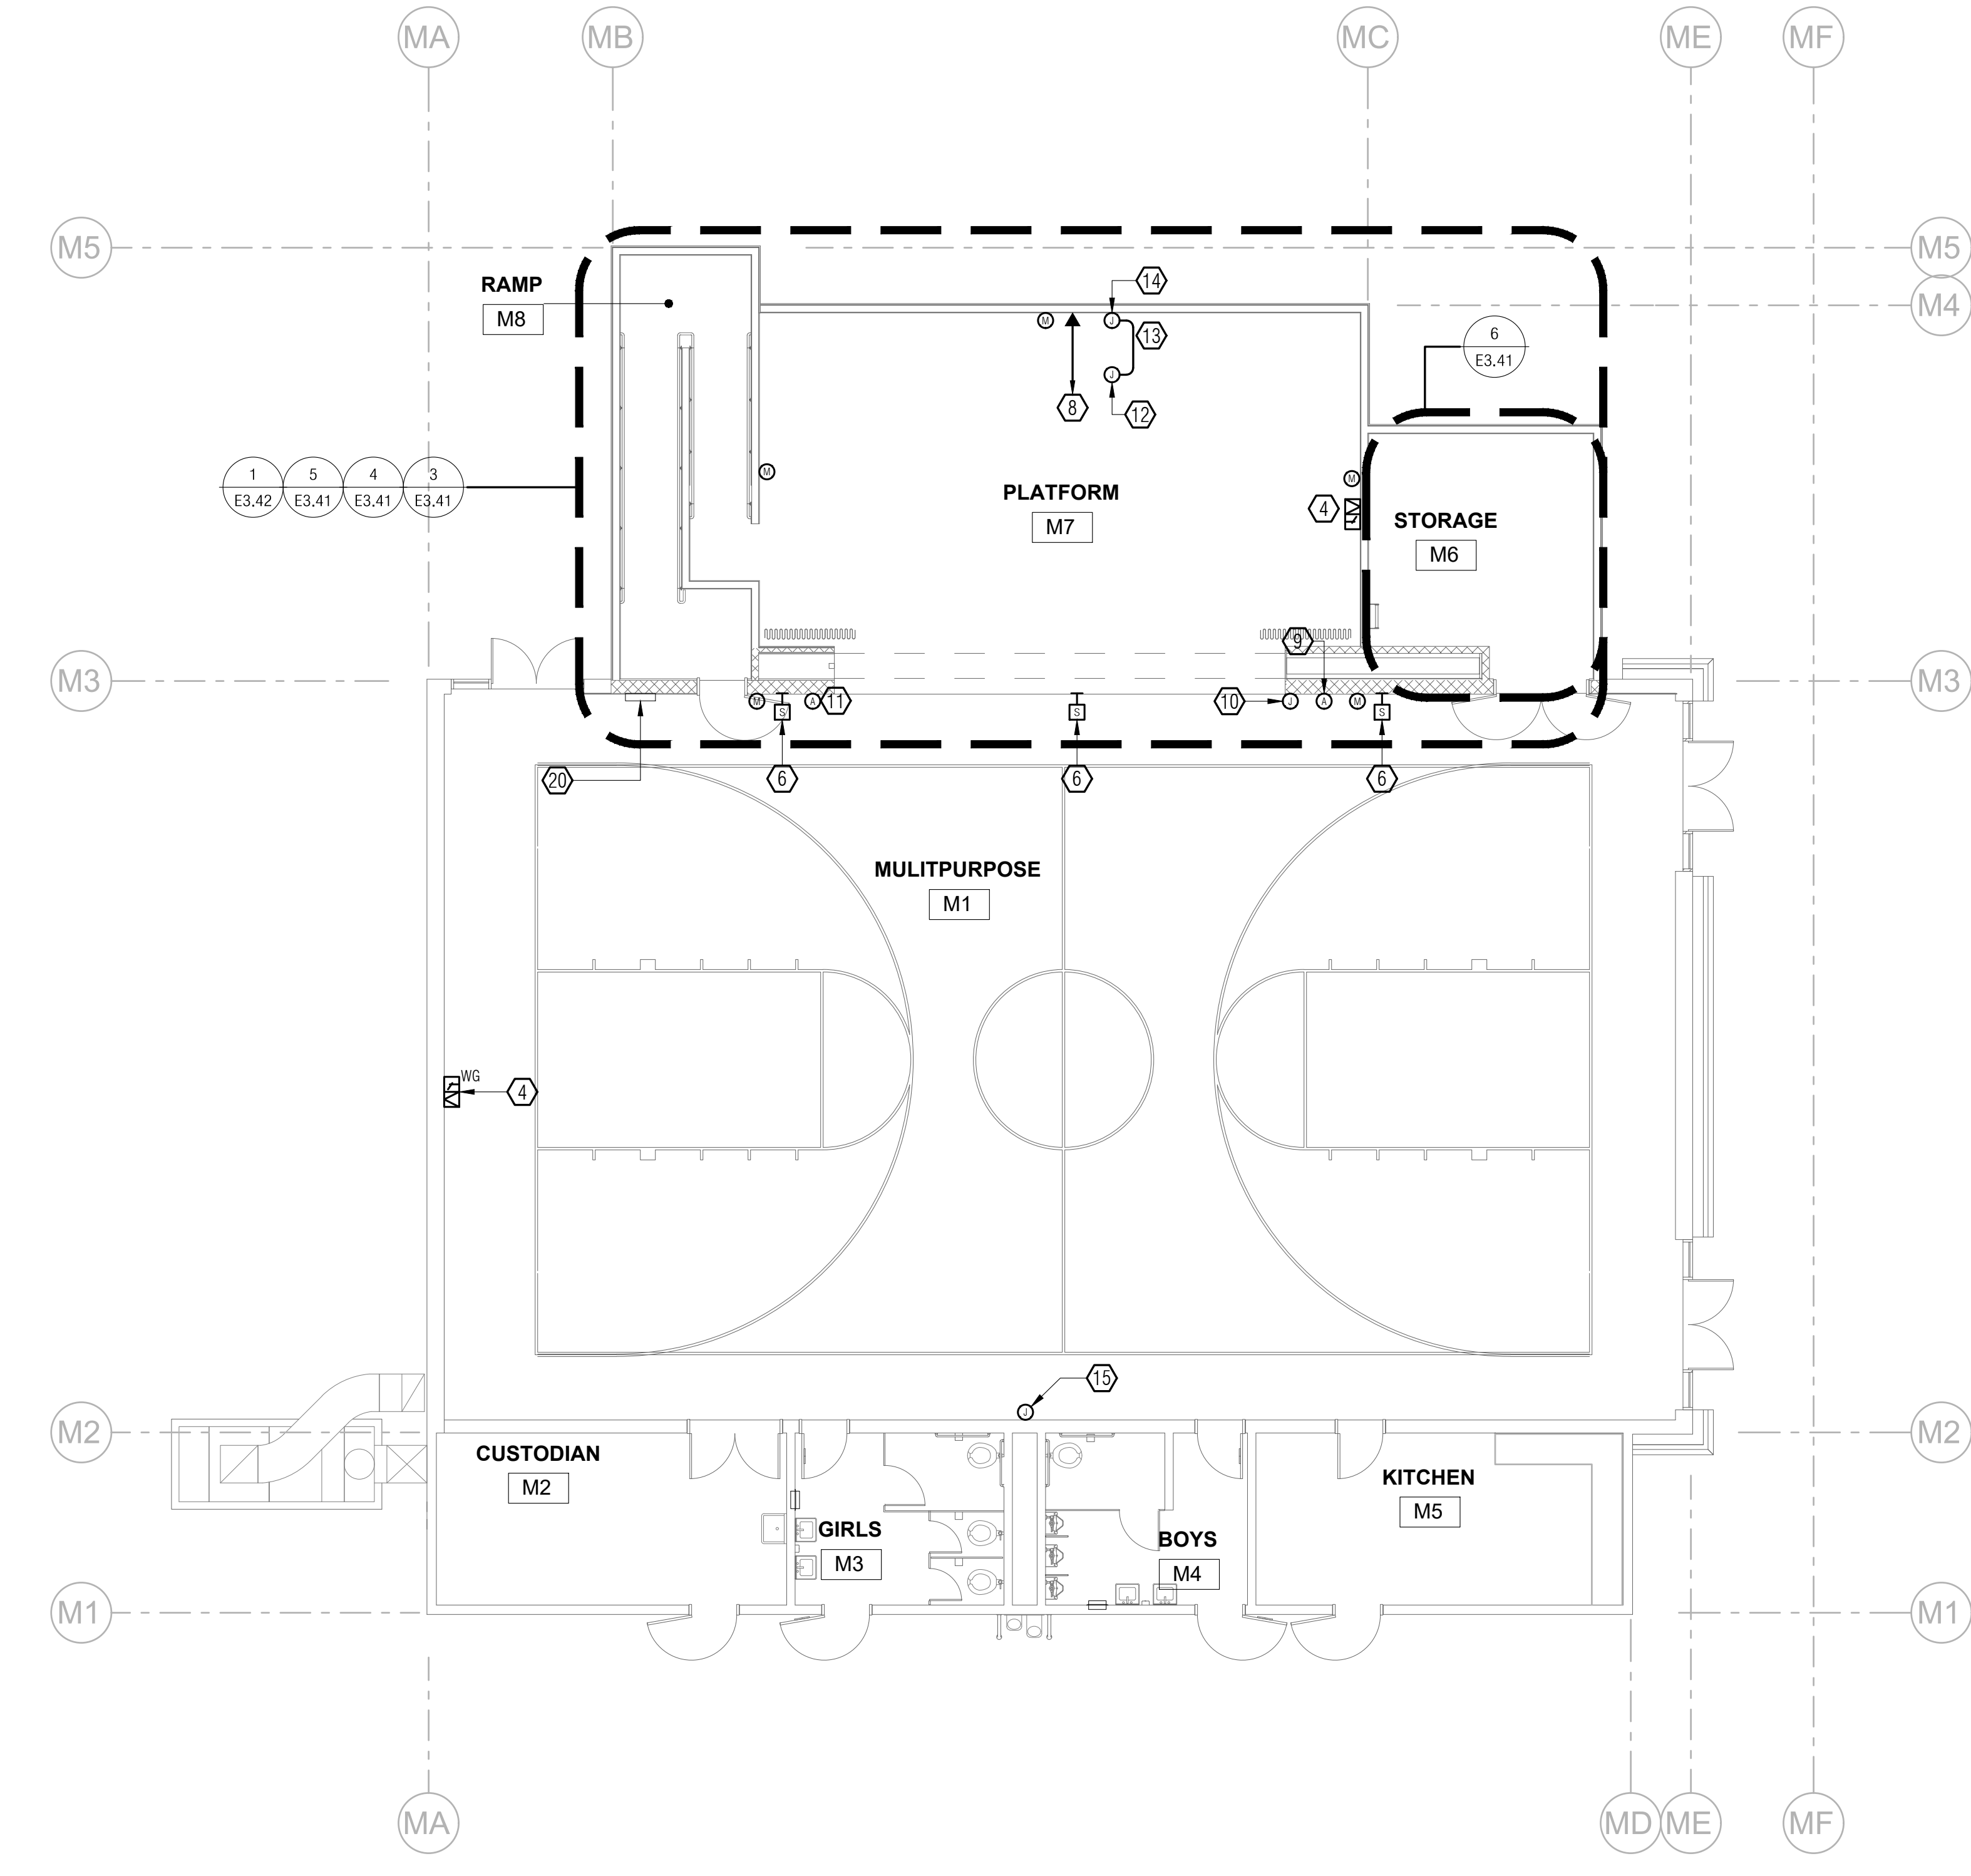 MA
MB
MC
ME
MF
M5
M5
M4
RAMP
M8
14
M
J
13
6
E3.41
J
8
12
1
E3.42
5
E3.41
4
E3.41
3
E3.41
M
M
PLATFORM
M7
4
STORAGE
M6
9
M3
M3
M
A
11
S
S
10
J
A
M
S
20
6
6
6
MULITPURPOSE
M1
WG
4
15
J
M2
M2
CUSTODIAN
M2
KITCHEN
M5
GIRLS
M3
BOYS
M4
M1
M1
MA
MD
ME
MF